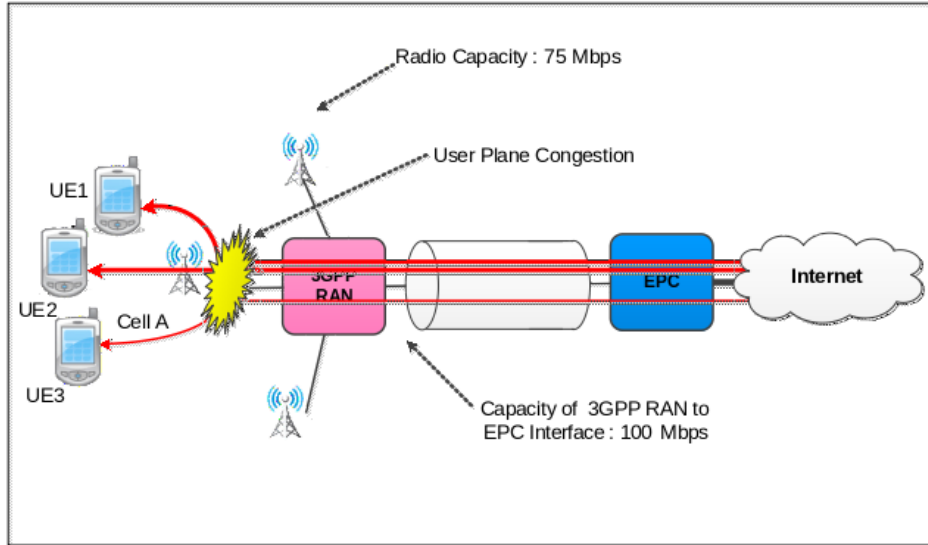 Radio Capacity : 75 Mbps
User Plane Congestion
UE1
3GPP
RAN
EPC
Internet
UE2
Cell A
UE3
Capacity of 3GPP RAN to
EPC Interface : 100 Mbps